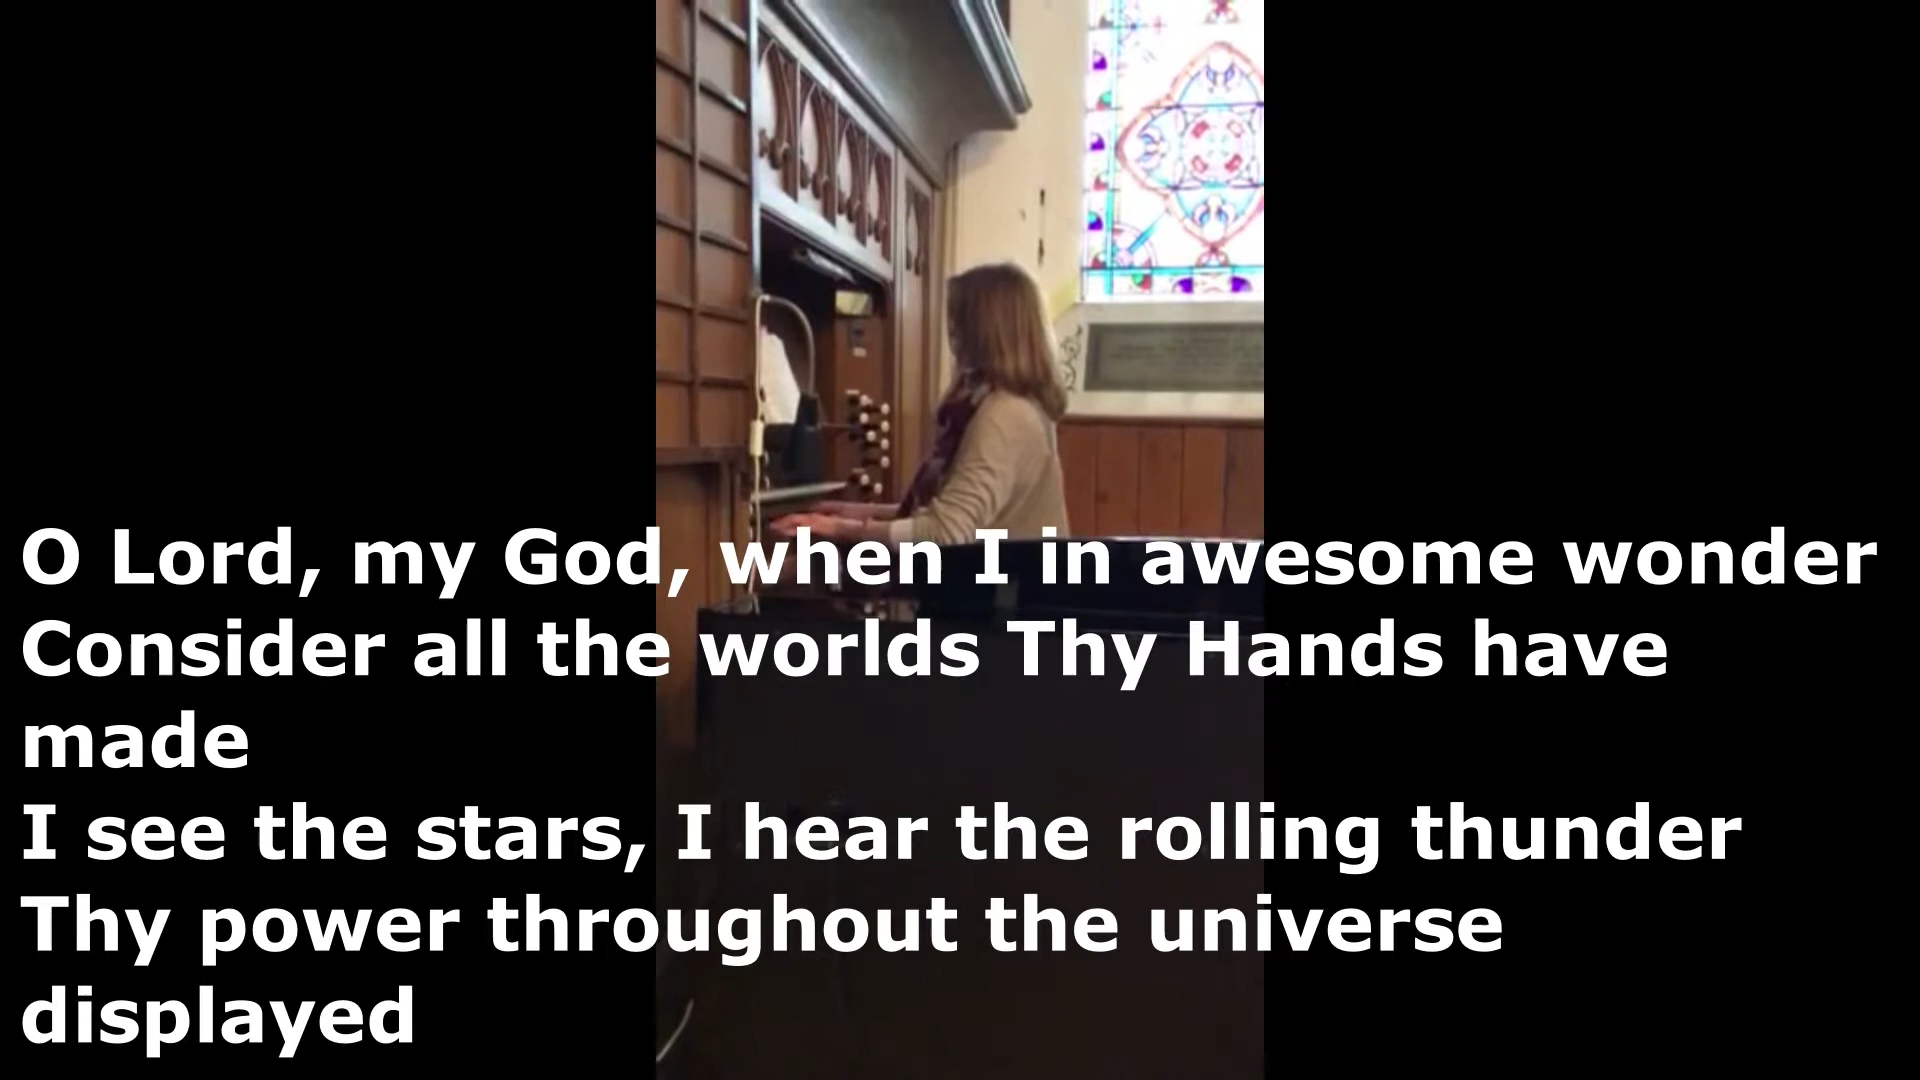 O Lord, my God, when I in awesome wonder
Consider all the worlds Thy Hands have
made
I see the stars, I hear the rolling thunder
Thy power throughout the universe
displayed